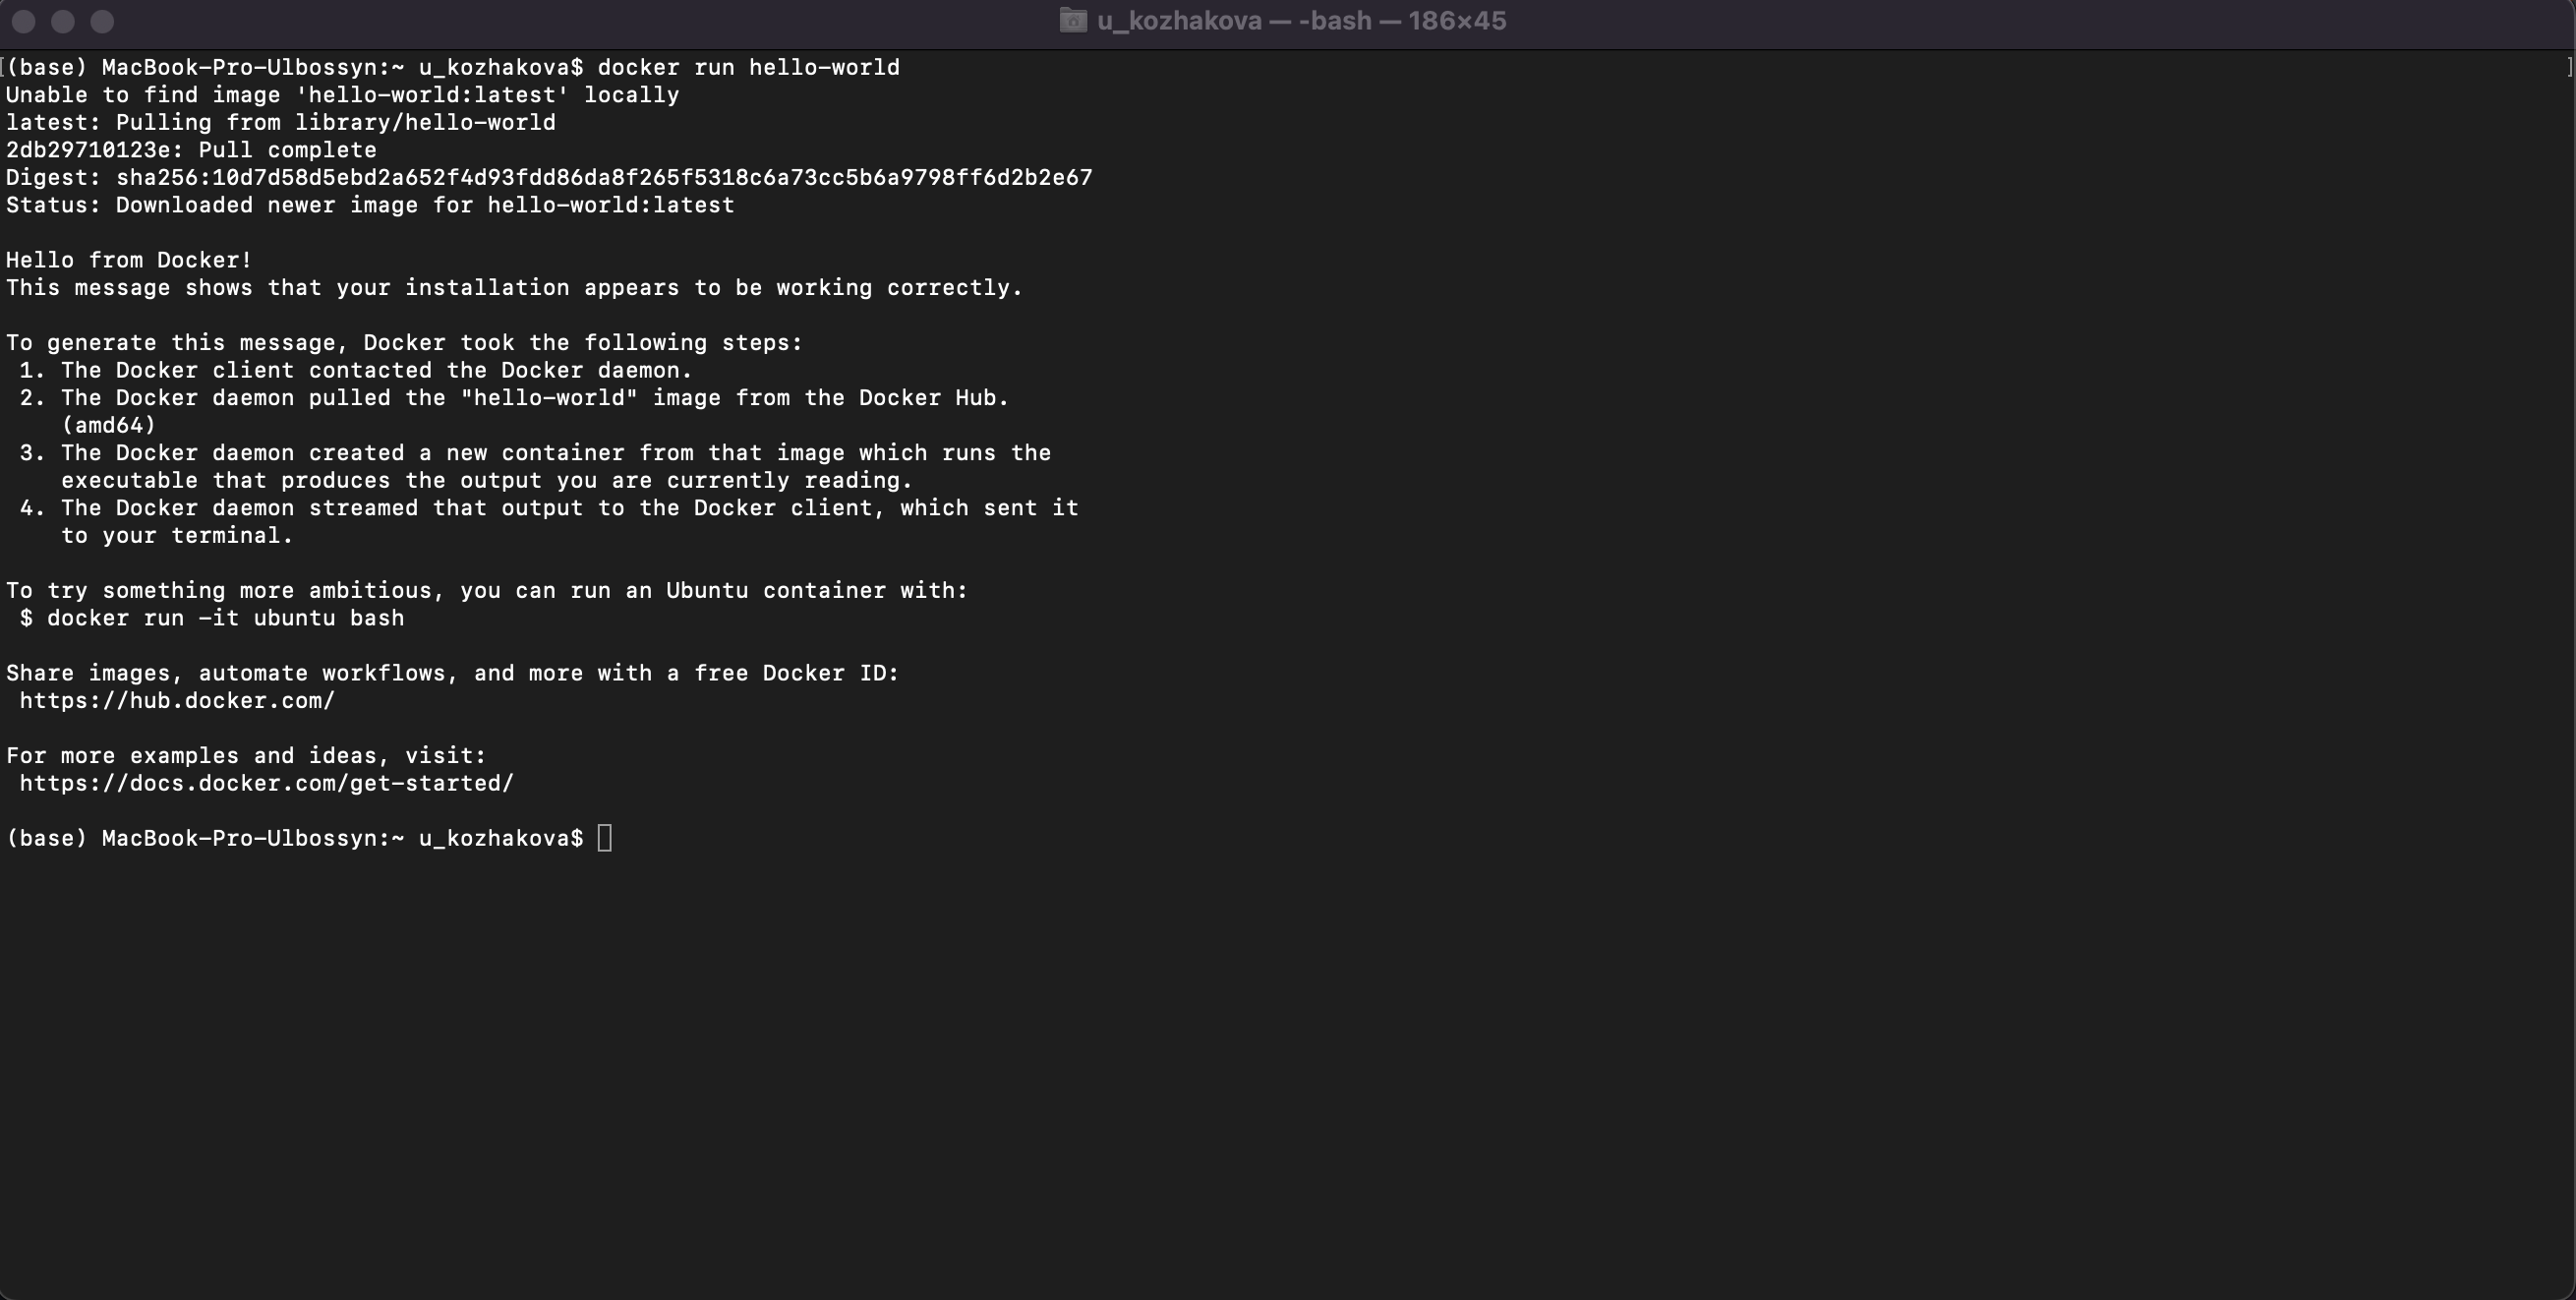 u_kozhakova — -bash — 186×45
(base) MacBook-Pro-Ulbossyn:~ u_kozhakova$ docker run hello-world
Unable to find image 'hello-world:latest' locally
latest: Pulling from library/hello-world
2db29710123e: Pull complete
Digest: sha256:10d7d58d5ebd2a652f4d93fdd86da8f265f5318c6a73cc5b6a9798ff6d2b2e67
Status: Downloaded newer image for hello-world:latest

Hello from Docker!
This message shows that your installation appears to be working correctly.

To generate this message, Docker took the following steps:
 1. The Docker client contacted the Docker daemon.
 2. The Docker daemon pulled the "hello-world" image from the Docker Hub.
    (amd64)
 3. The Docker daemon created a new container from that image which runs the
    executable that produces the output you are currently reading.
 4. The Docker daemon streamed that output to the Docker client, which sent it
    to your terminal.

To try something more ambitious, you can run an Ubuntu container with:
 $ docker run -it ubuntu bash

Share images, automate workflows, and more with a free Docker ID:
 https://hub.docker.com/

For more examples and ideas, visit:
 https://docs.docker.com/get-started/

(base) MacBook-Pro-Ulbossyn:~ u_kozhakova$